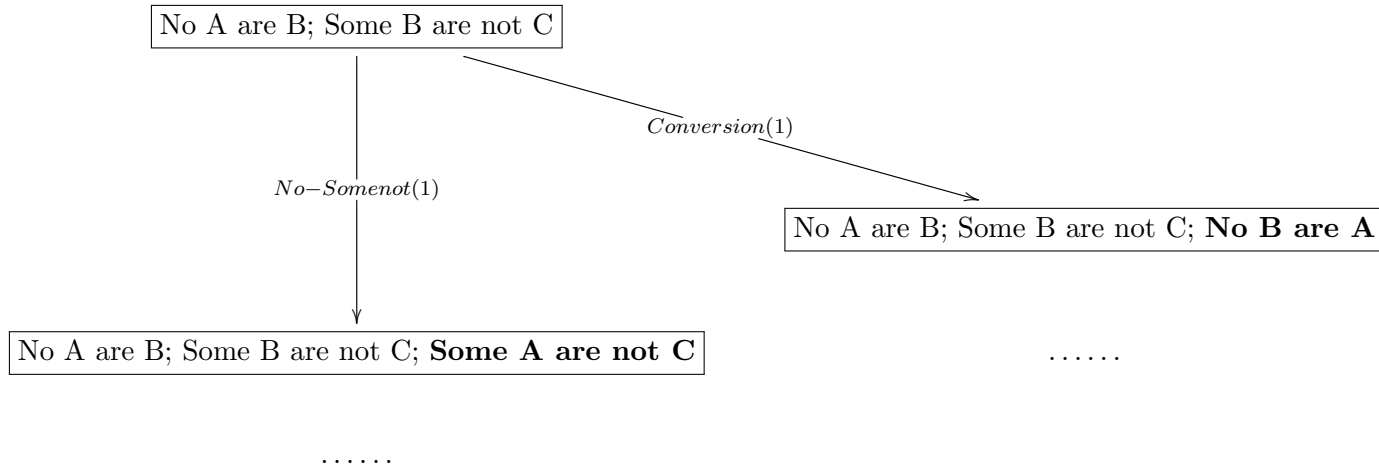 No A are B; Some B are not C
Conversion(1)
No−Somenot(1)
No A are B; Some B are not C; No B are A
No A are B; Some B are not C; Some A are not C
......
......